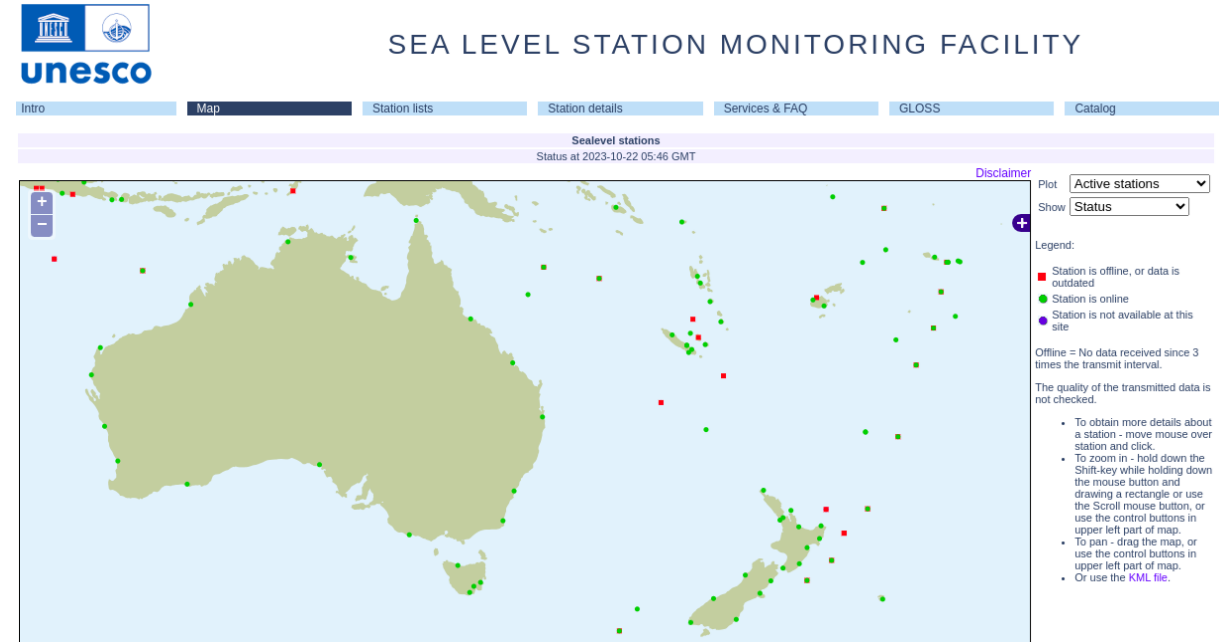 unesco
SEA LEVEL STATION MONITORING FACILITY
Intro
Map
Station lists
Station details
Services & FAQ
GLOSS
Catalog
Sealevel stations
Status at 2023-10-22 05:46 GMT
Disclaimer
Plot
Active stations
Show
Status
+
−
+
Legend:
Station is offline, or data is
outdated
Station is online
Station is not available at this
site
Offline = No data received since 3
times the transmit interval.
The quality of the transmitted data is
not checked.
• To obtain more details about
a station - move mouse over
station and click.
• To zoom in - hold down the
Shift-key while holding down
the mouse button and
drawing a rectangle or use
the Scroll mouse button, or
use the control buttons in
upper left part of map.
• To pan - drag the map, or
use the control buttons in
upper left part of map.
• Or use the KML file.